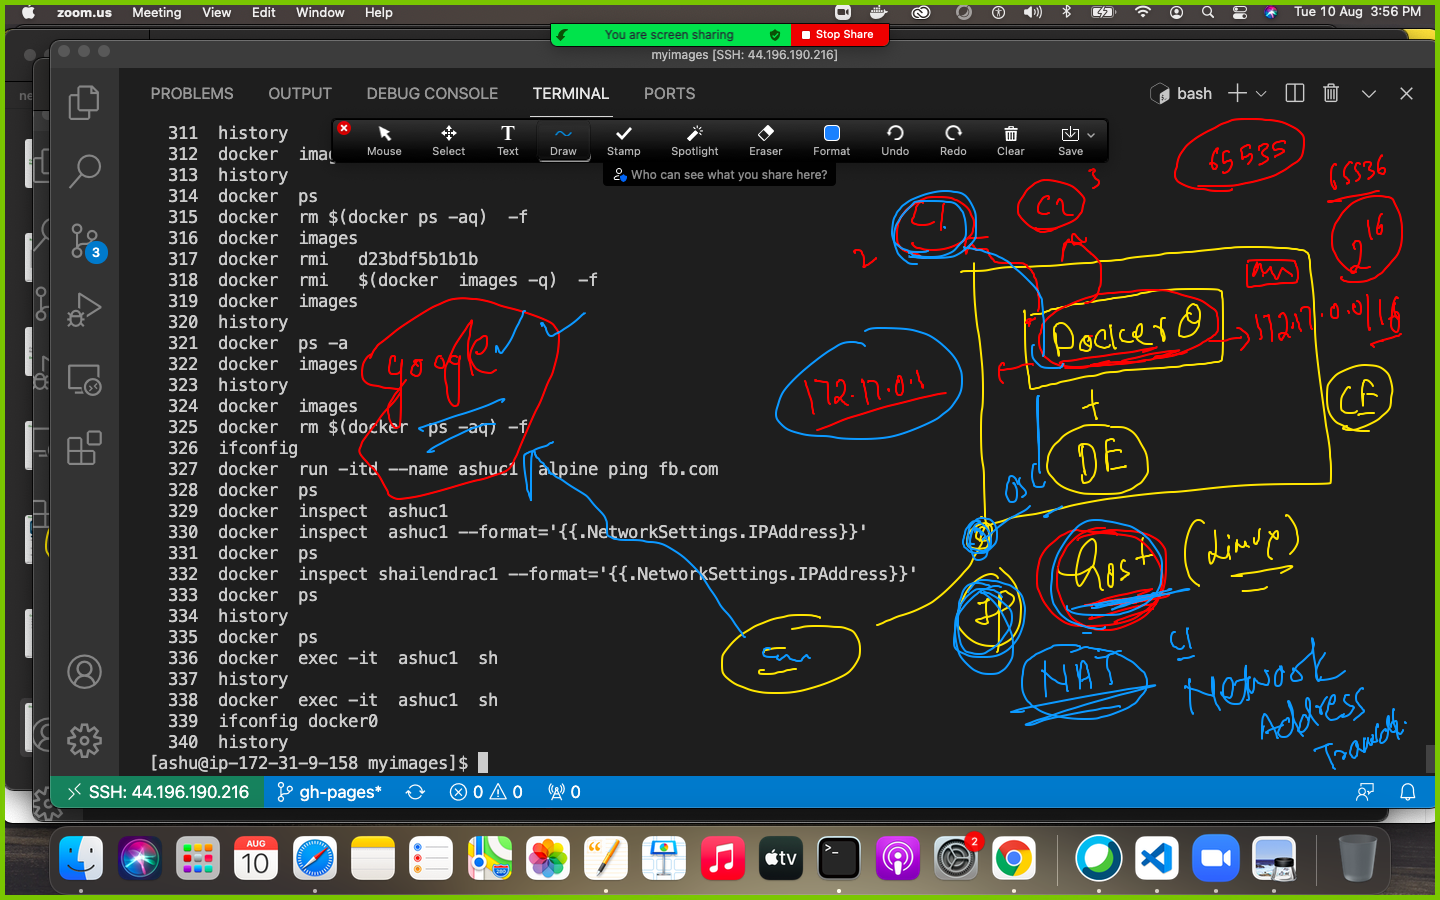 zoom.us Meeting View Edit Window Help
Tue 10 Aug 3:56 PM
You are screen sharing
Stop Share
myimages [SSH: 44.196.190.216]
PROBLEMS OUTPUT DEBUG CONSOLE TERMINAL PORTS
bash
Mouse Select Text Draw Stamp Spotlight Eraser Format Undo Redo Clear Save
Who can see what you share here?
311 history
312 docker imag
313 history
314 docker ps
315 docker rm $(docker ps -aq) -f
316 docker images
317 docker rmi d23bdf5b1b1b
318 docker rmi $(docker images -q) -f
319 docker images
320 history
321 docker ps -a
322 docker images
323 history
324 docker images
325 docker rm $(docker ps -aq) -f
326 ifconfig
327 docker run -itd --name ashuc1 alpine ping fb.com
328 docker ps
329 docker inspect ashuc1
330 docker inspect ashuc1 --format='{{.NetworkSettings.IPAddress}}'
331 docker ps
332 docker inspect shailendrac1 --format='{{.NetworkSettings.IPAddress}}'
333 docker ps
334 history
335 docker ps
336 docker exec -it ashuc1 sh
337 history
338 docker exec -it ashuc1 sh
339 ifconfig docker0
340 history
[ashu@ip-172-31-9-158 myimages]$
65535
65536
2^16
C1
C2
3
2
Docker 0
172.17.0.0/16
172.17.0.1
google
+
DE
CE
OS
Host (Linux)
IP
NAT
C1
Network
Address
SSH: 44.196.190.216 gh-pages* 0 0 0
3
AUG
10
280
tv
2